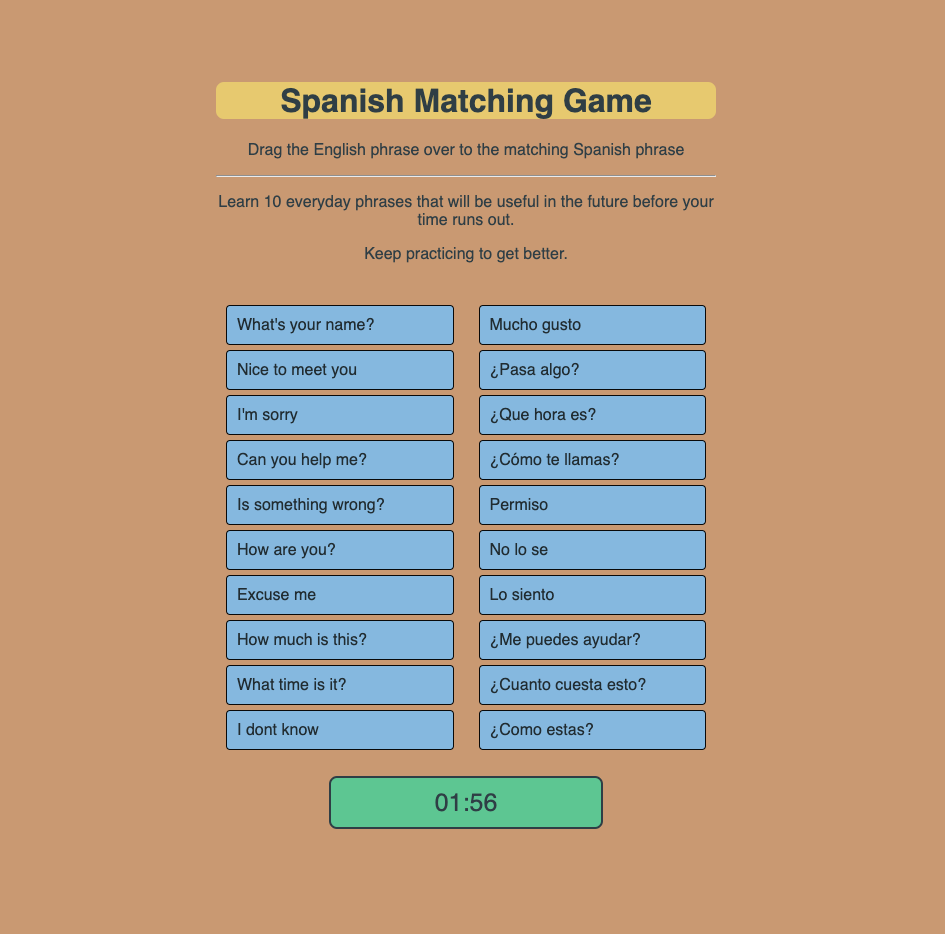 Spanish Matching Game
Drag the English phrase over to the matching Spanish phrase
Learn 10 everyday phrases that will be useful in the future before your
time runs out.
Keep practicing to get better.
What's your name?
Nice to meet you
I'm sorry
Can you help me?
Is something wrong?
How are you?
Excuse me
How much is this?
What time is it?
I dont know
Mucho gusto
¿Pasa algo?
¿Que hora es?
¿Cómo te llamas?
Permiso
No lo se
Lo siento
¿Me puedes ayudar?
¿Cuanto cuesta esto?
¿Como estas?
01:56